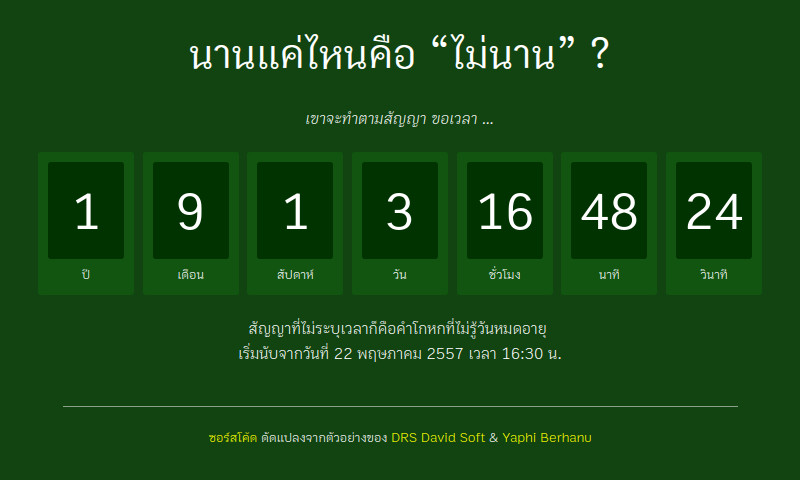 นานแค่ไหนคือ “ไม่นาน” ?
เขาจะทำตามสัญญา ขอเวลา ...
1 9 1 3 16 48 24
ปี เดือน สัปดาห์ วัน ชั่วโมง นาที วินาที
สัญญาที่ไม่ระบุเวลาก็คือคำโกหกที่ไม่รู้วันหมดอายุ
เริ่มนับจากวันที่ 22 พฤษภาคม 2557 เวลา 16:30 น.
ซอร์สโค้ด ดัดแปลงจากตัวอย่างของ DRS David Soft & Yaphi Berhanu